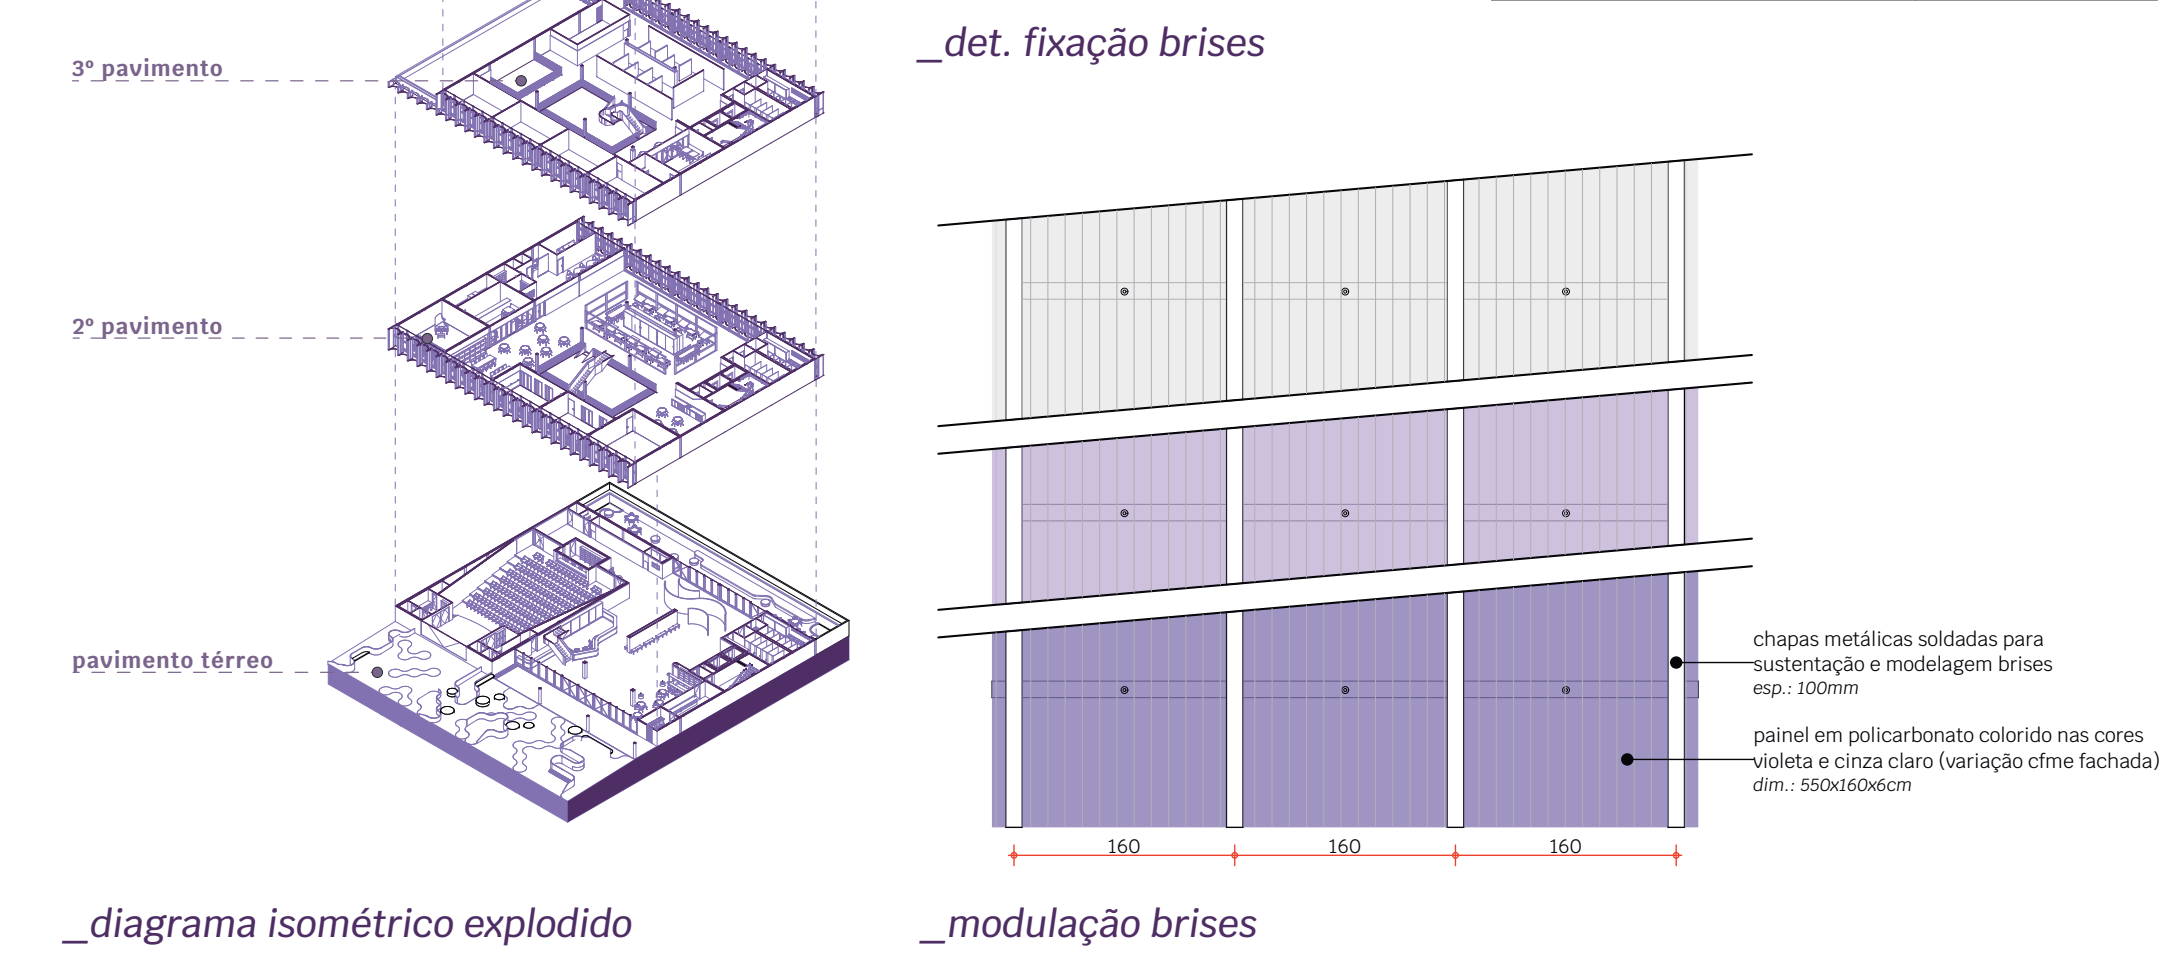 3º pavimento
2º pavimento
pavimento térreo
_diagrama isométrico explodido
_det. fixação brises
chapas metálicas soldadas para
sustentação e modelagem brises
esp.: 100mm
painel em policarbonato colorido nas cores
violeta e cinza claro (variação cfme fachada)
dim.: 550x160x6cm
160 160 160
_modulação brises